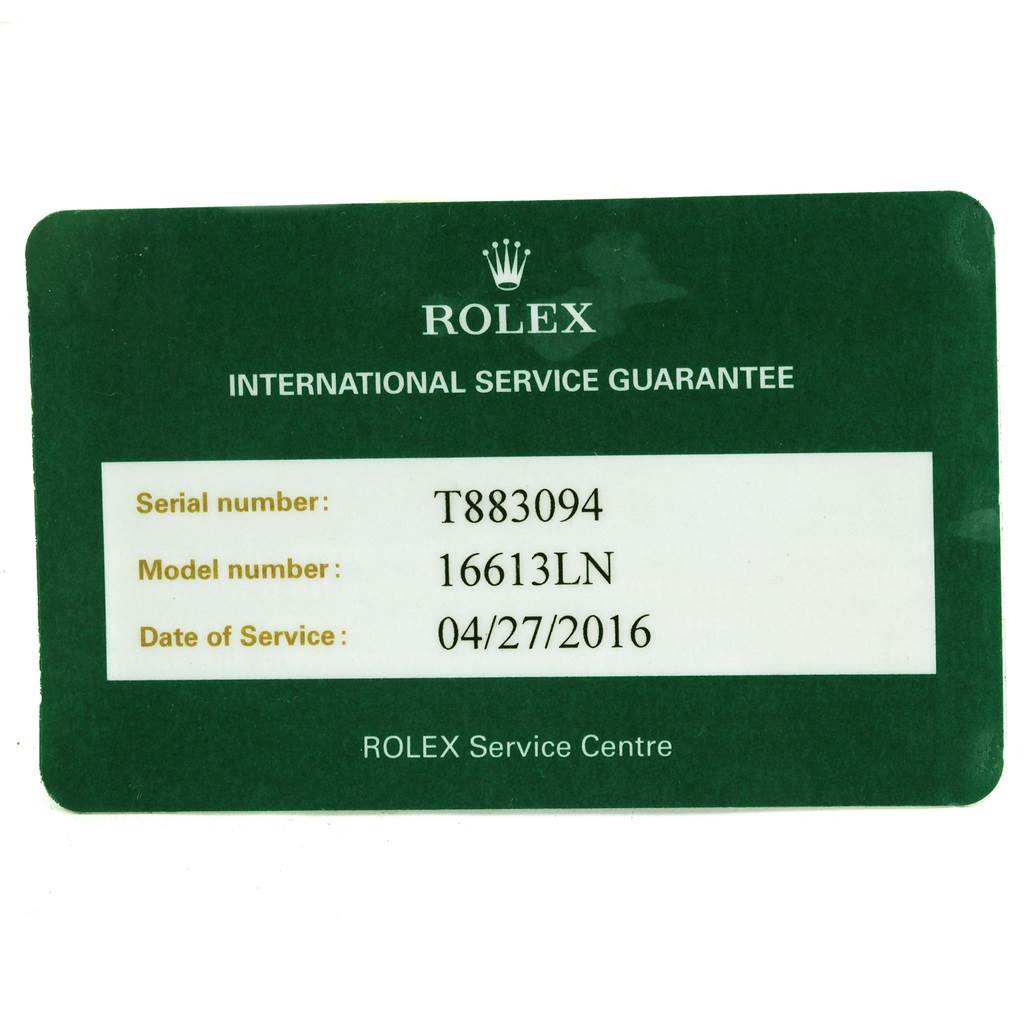 ROLEX
INTERNATIONAL SERVICE GUARANTEE
Serial number: T883094
Model number: 16613LN
Date of Service: 04/27/2016
ROLEX Service Centre